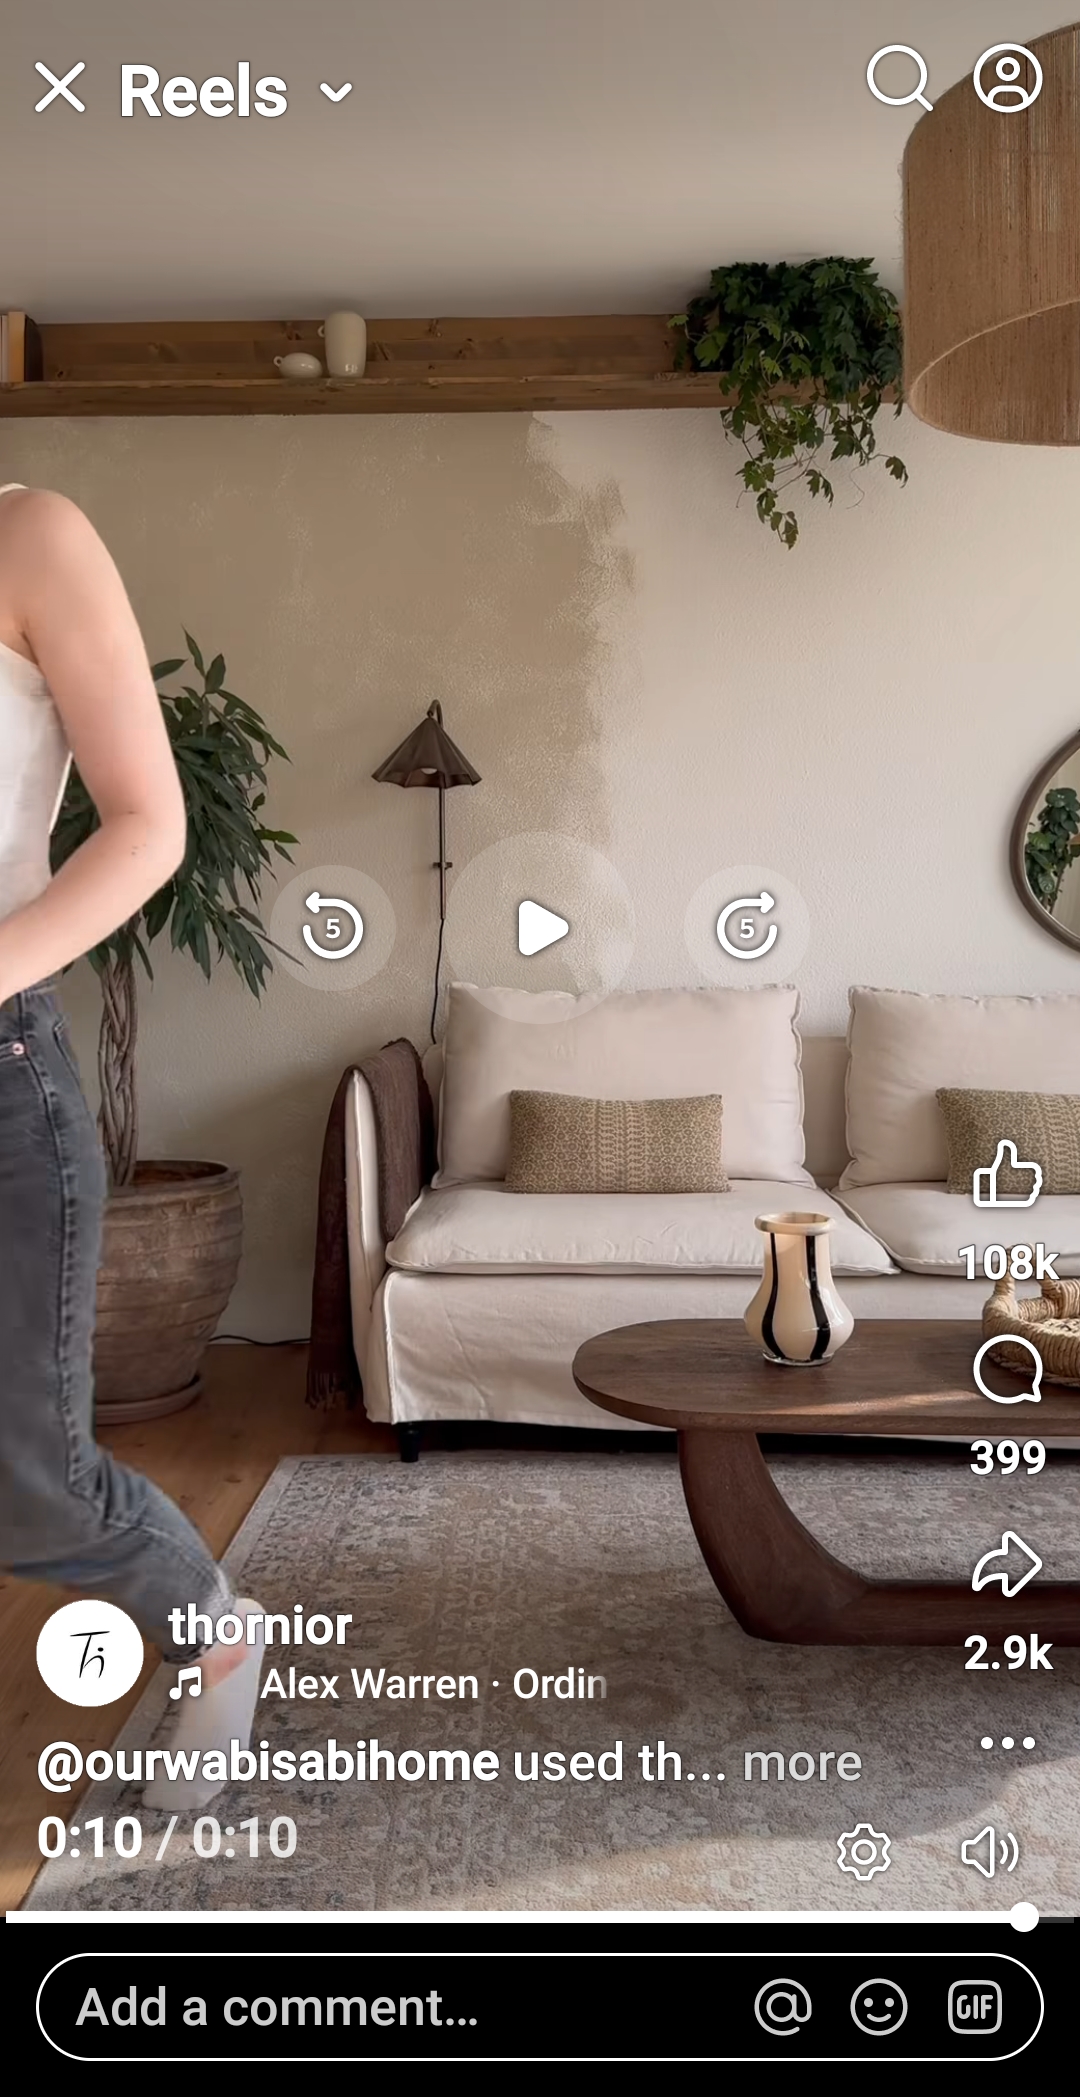 Reels
5
5
108k
399
2.9k
thornior
Alex Warren · Ordin
@ourwabisabihome used th... more
0:10 / 0:10
Add a comment...
GIF